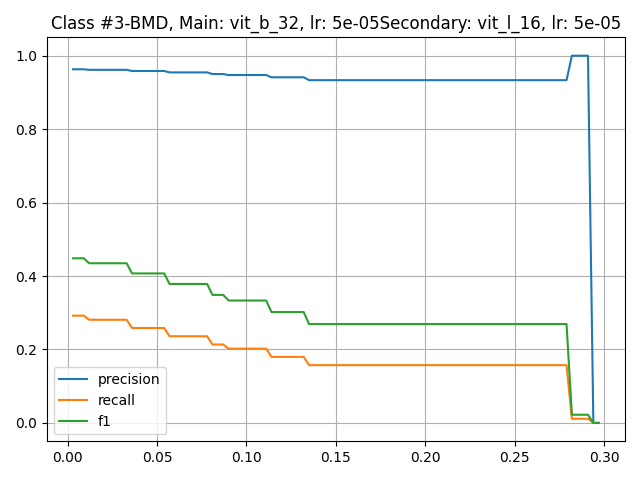 Class #3-BMD, Main: vit_b_32, lr: 5e-05Secondary: vit_l_16, lr: 5e-05
1.0
0.8
0.6
0.4
0.2
0.0
precision
recall
f1
0.00 0.05 0.10 0.15 0.20 0.25 0.30